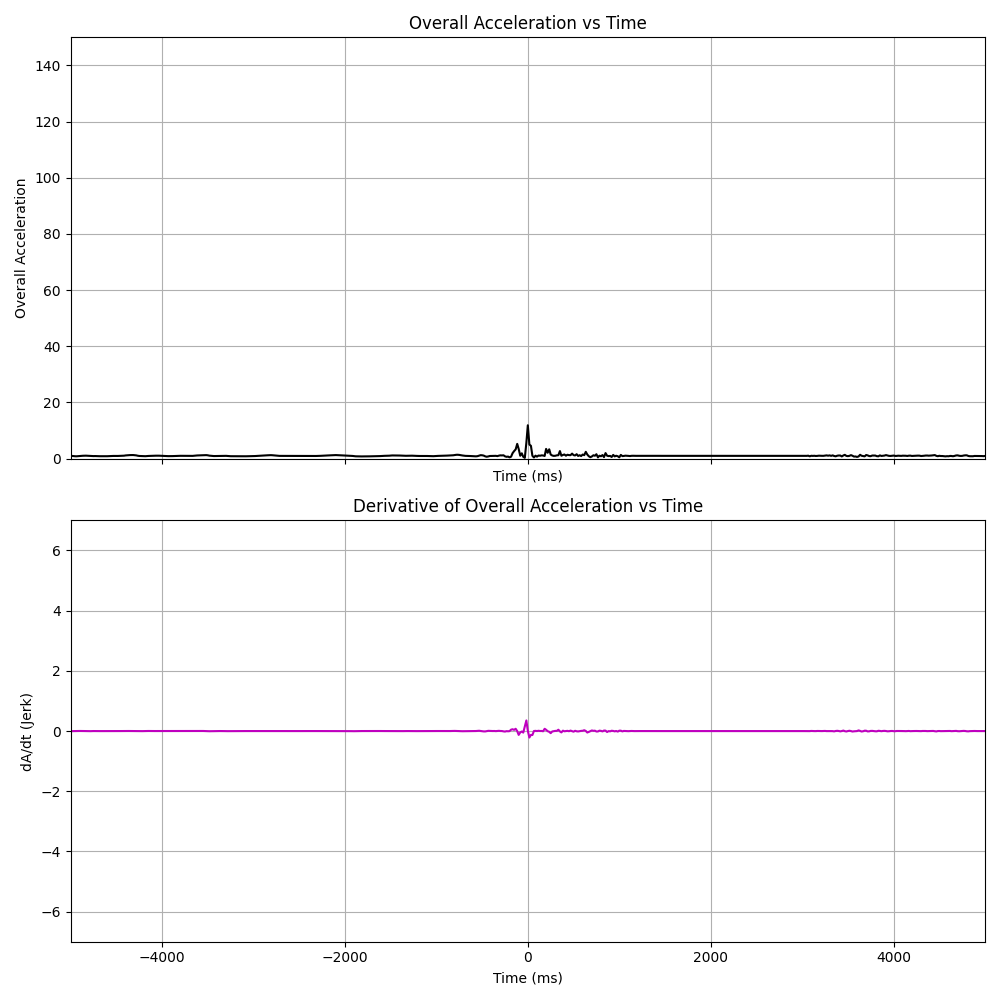 Overall Acceleration vs Time
140
120
100
80
60
40
20
0
Overall Acceleration
Time (ms)
Derivative of Overall Acceleration vs Time
6
4
2
0
−2
−4
−6
dA/dt (Jerk)
−4000 −2000 0 2000 4000
Time (ms)